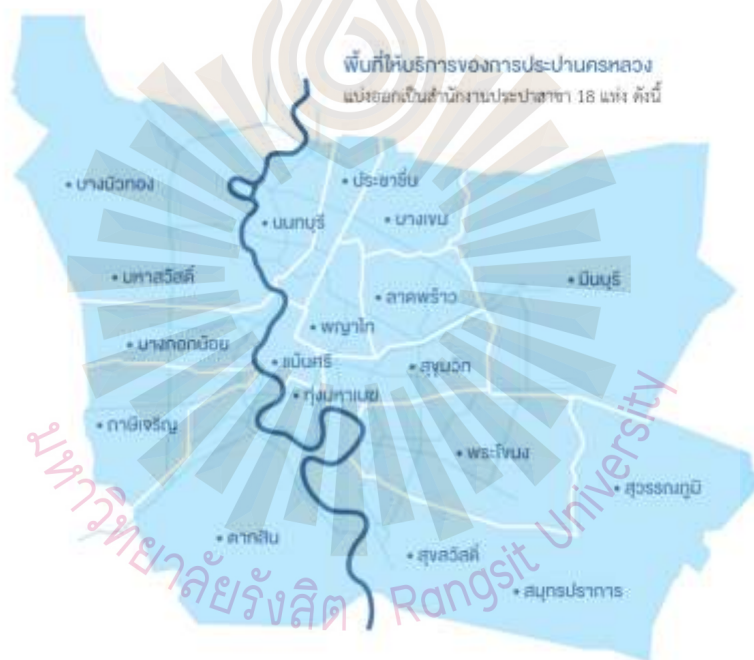 พื้นที่ให้บริการของการประปานครหลวง
แบ่งออกเป็นสำนักงานประปาสาขา 18 แห่ง ดังนี้
• บางบัวทอง
• ประชาชื่น
• นนทบุรี
• บางเขน
• มหาสวัสดิ์
• มีนบุรี
• ลาดพร้าว
• พญาไท
• บางกอกน้อย
• แม้นศรี
• สุขุมวิท
• ทุ่งมหาเมฆ
• ภาษีเจริญ
• พระโขนง
• สุวรรณภูมิ
• ตากสิน
• สุขสวัสดิ์
• สมุทรปราการ
มหาวิทยาลัยรังสิต Rangsit University